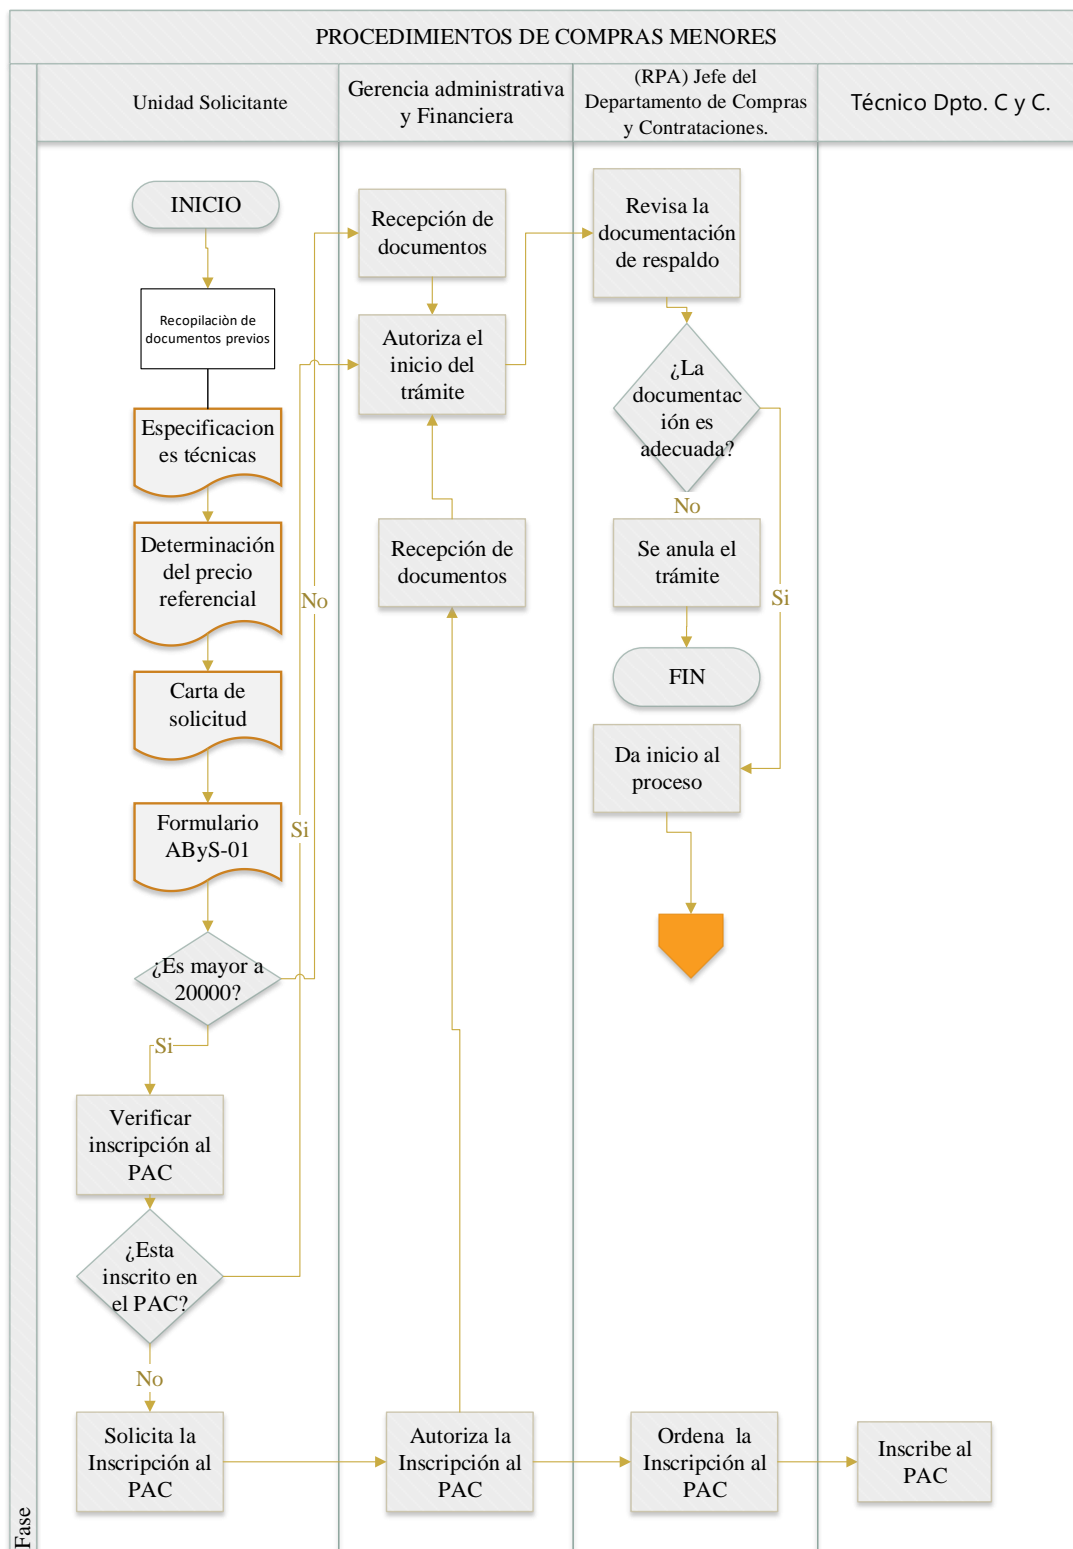 PROCEDIMIENTOS DE COMPRAS MENORES
Unidad Solicitante
Gerencia administrativa
y Financiera
(RPA) Jefe del
Departamento de Compras
y Contrataciones.
Técnico Dpto. C y C.
INICIO
Recopilaciòn de
documentos previos
Especificacion
es técnicas
Determinación
del precio
referencial
Carta de
solicitud
Formulario
AByS-01
¿Es mayor a
20000?
Si
No
Verificar
inscripción al
PAC
¿Esta
inscrito en
el PAC?
Si
No
Solicita la
Inscripción al
PAC
Recepción de
documentos
Autoriza el
inicio del
trámite
Recepción de
documentos
Autoriza la
Inscripción al
PAC
Revisa la
documentación
de respaldo
¿La
documentac
ión es
adecuada?
No
Si
Se anula el
trámite
FIN
Da inicio al
proceso
Ordena la
Inscripción al
PAC
Inscribe al
PAC
Fase